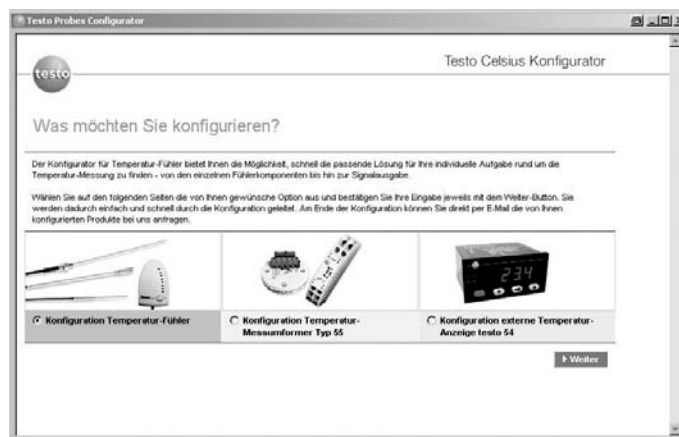 Testo Probes Configurator
testo
Testo Celsius Konfigurator
Was möchten Sie konfigurieren?
Der Konfigurator für Temperatur-Fühler bietet Ihnen die Möglichkeit, schnell die passende Lösung für Ihre individuelle Aufgabe rund um die
Temperatur-Messung zu finden - von den einzelnen Fühlerkomponenten bis hin zur Signalausgabe.
Wählen Sie auf den folgenden Seiten die von Ihnen gewünsche Option aus und bestätigen Sie Ihre Eingabe jeweils mit dem Weiter-Button. Sie
werden dadurch einfach und schnell durch die Konfiguration geleitet. Am Ende der Konfiguration können Sie direkt per E-Mail die von Ihnen
konfigurierten Produkte bei uns anfragen.
234
Konfiguration Temperatur-Fühler
Konfiguration Temperatur-
Messumformer Typ 55
Konfiguration externe Temperatur-
Anzeige testo 54
Weiter